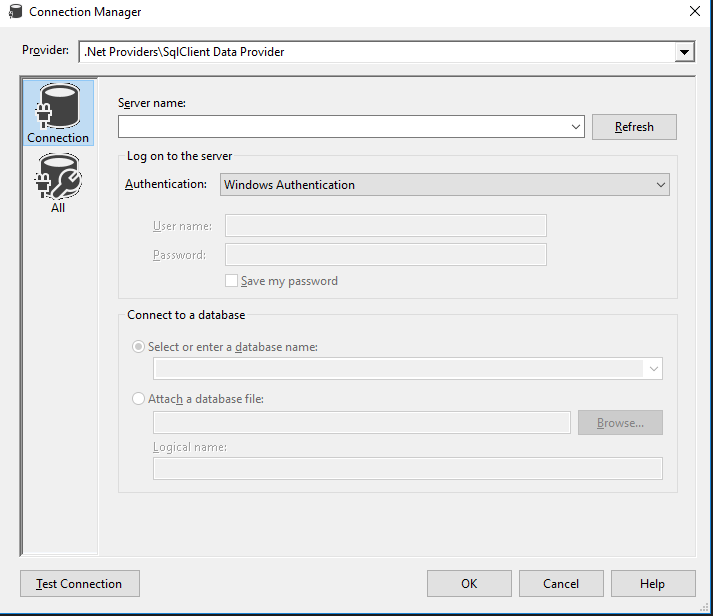 Connection Manager
Provider: .Net Providers\SqlClient Data Provider
Connection
All
Server name:
Refresh
Log on to the server
Authentication: Windows Authentication
User name:
Password:
Save my password
Connect to a database
Select or enter a database name:
Attach a database file:
Browse...
Logical name:
Test Connection OK Cancel Help